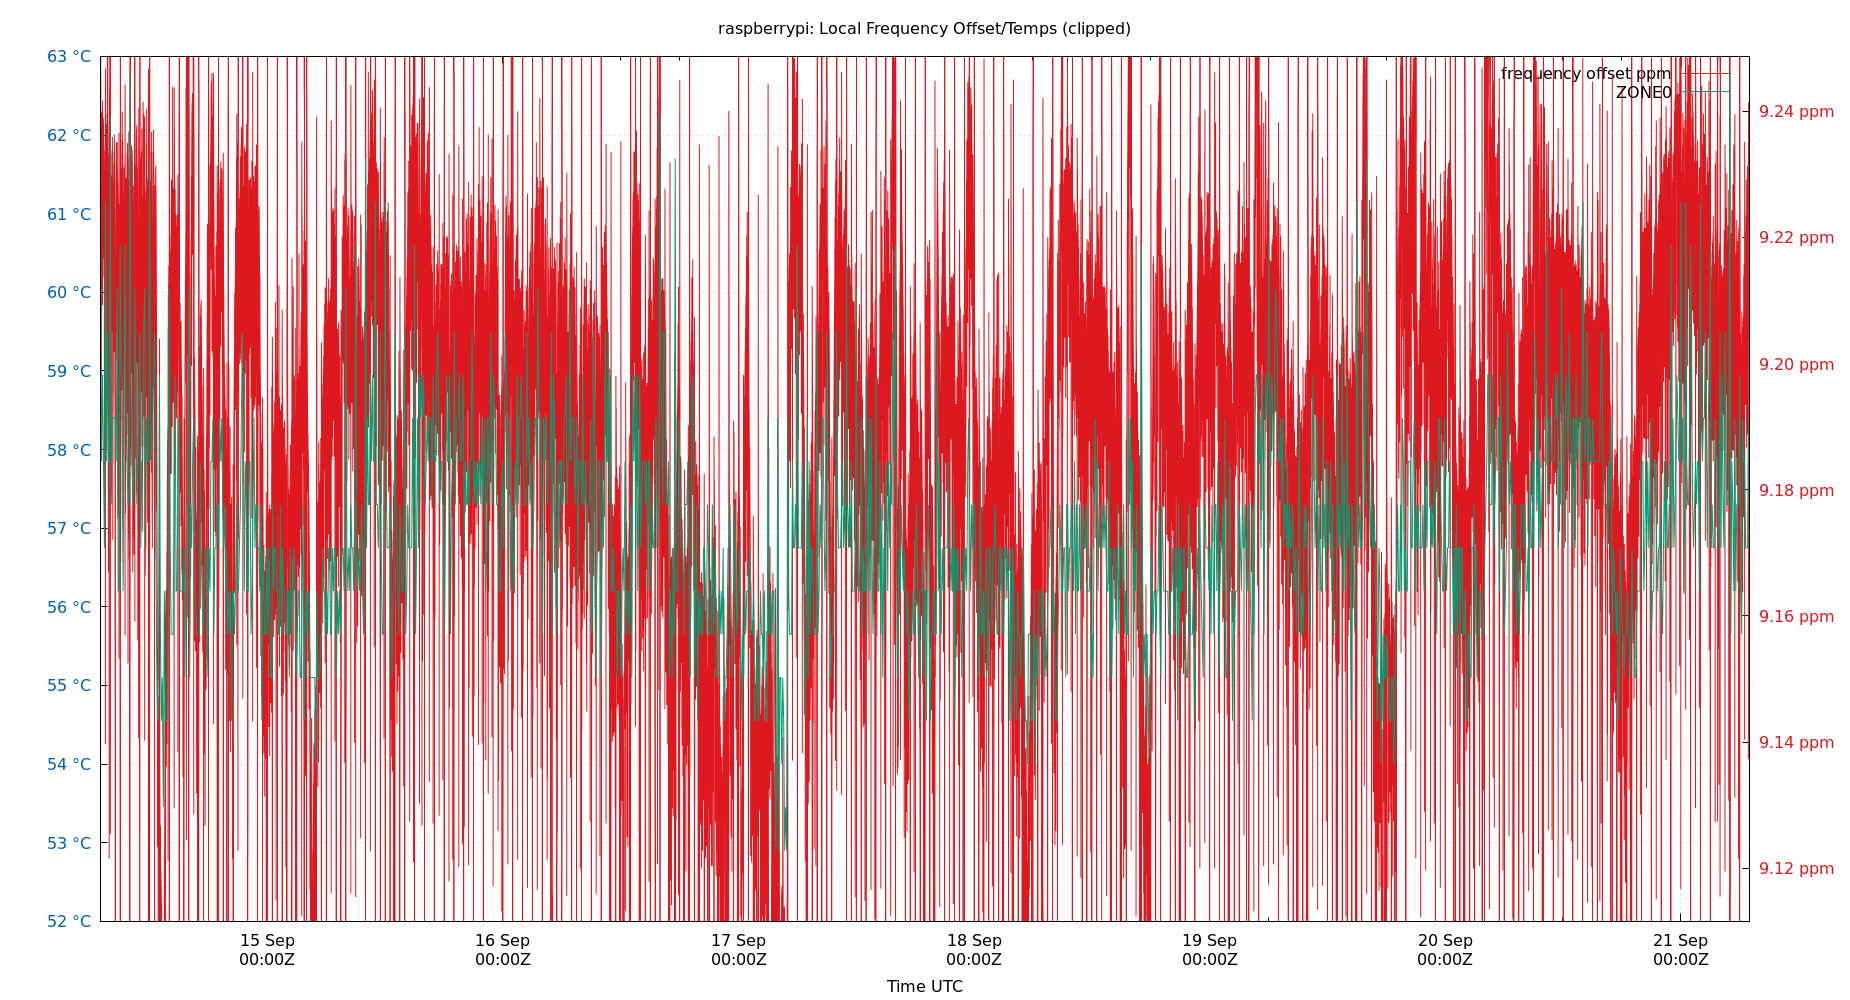 raspberrypi: Local Frequency Offset/Temps (clipped)
63 °C
62 °C
61 °C
60 °C
59 °C
58 °C
57 °C
56 °C
55 °C
54 °C
53 °C
52 °C
frequency offset ppm
ZONE0
9.24 ppm
9.22 ppm
9.20 ppm
9.18 ppm
9.16 ppm
9.14 ppm
9.12 ppm
15 Sep
00:00Z
16 Sep
00:00Z
17 Sep
00:00Z
18 Sep
00:00Z
19 Sep
00:00Z
20 Sep
00:00Z
21 Sep
00:00Z
Time UTC